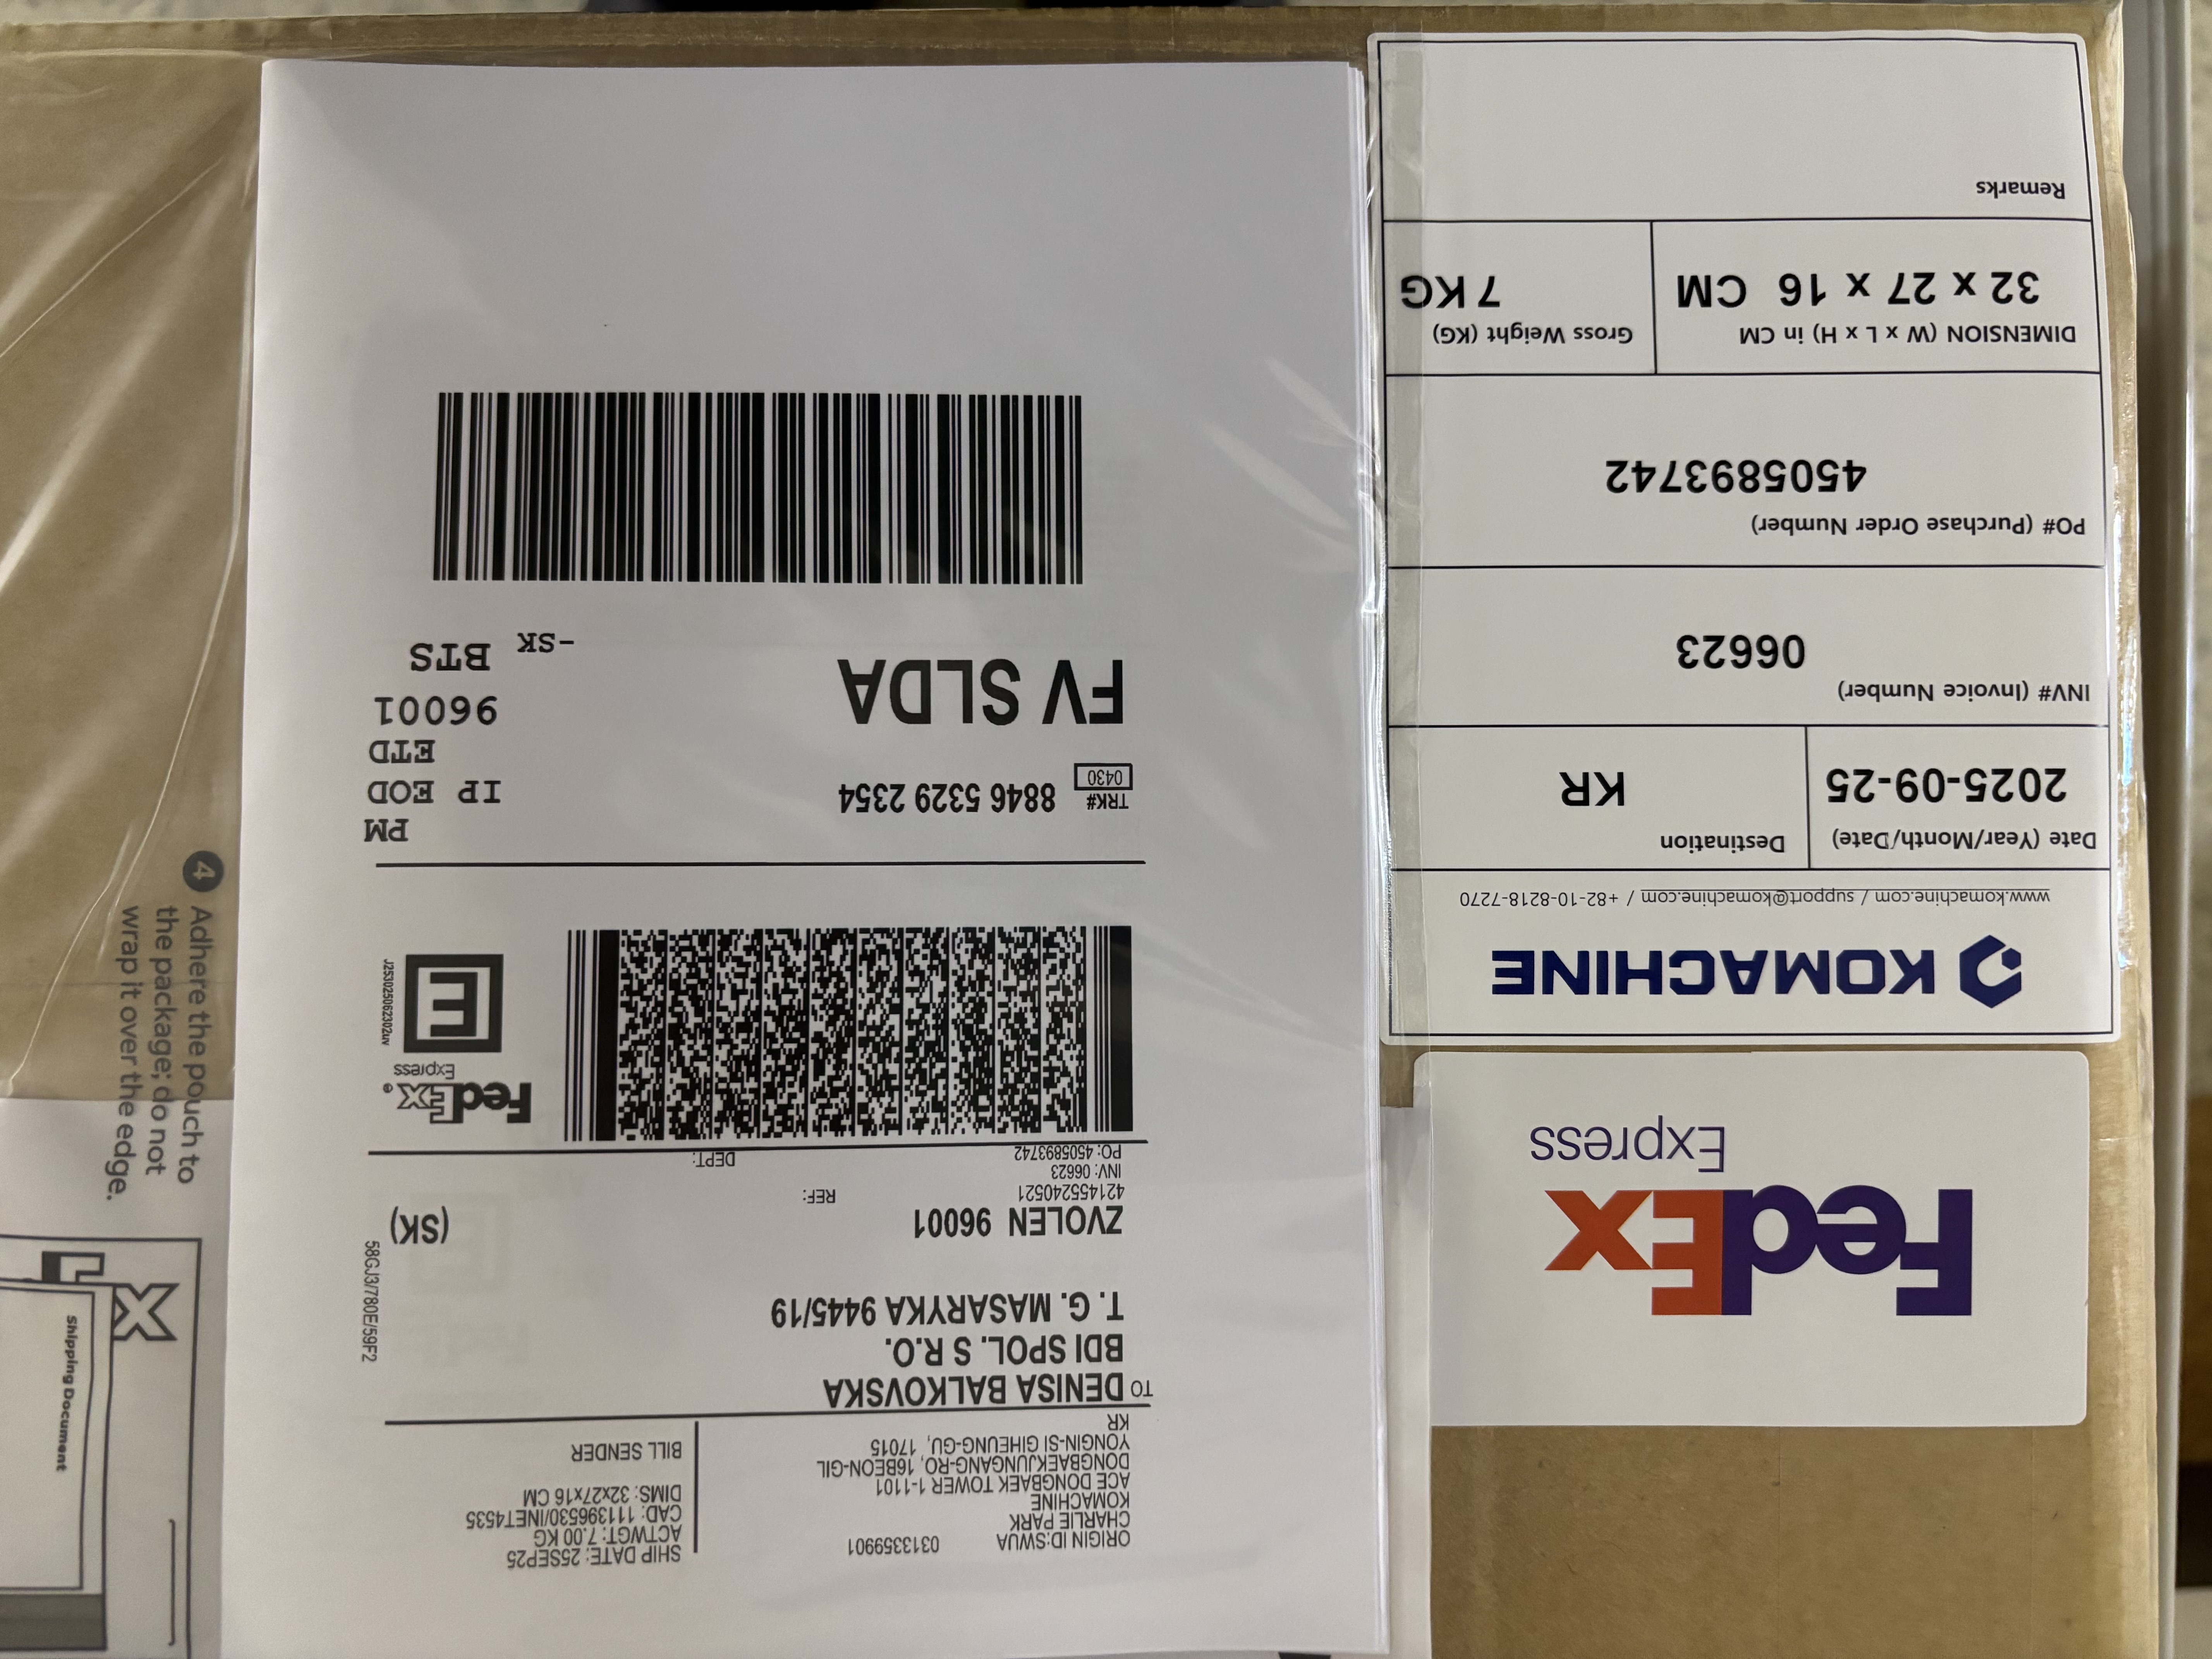 FedEx
Express
KOMACHINE
www.komachine.com / support@komachine.com / +82-10-8218-7270
Date (Year/Month/Date)
2025-09-25
Destination
KR
INV# (Invoice Number)
06623
PO# (Purchase Order Number)
4505893742
DIMENSION (W x L x H) in CM
32 x 27 x 16 CM
Gross Weight (KG)
7 KG
Remarks
ORIGIN ID:SWUA 0313359901
CHARLIE PARK
KOMACHINE
ACE DONGBAEK TOWER 1-1101
DONGBAEKJUNGANG-RO, 16BEON-GIL
YONGIN-SI GIHEUNG-GU, 17015
KR
SHIP DATE: 25SEP25
ACTWGT: 7.00 KG
CAD: 111396530/INET4535
DIMS: 32x27x16 CM
BILL SENDER
TO DENISA BALKOVSKA
BDI SPOL. S R.O.
T. G. MASARYKA 9445/19
ZVOLEN 96001
(SK)
58GJ3/780E/59F2
421455240521
REF:
INV: 06623
PO: 4505893742
DEPT:
FedEx®
Express
E
J253025062302uv
TRK# 8846 5329 2354
0430
PM
IP EOD
ETD
FV SLDA
96001
-SK BTS
4 Adhere the pouch to
the package; do not
wrap it over the edge.
Shipping Document